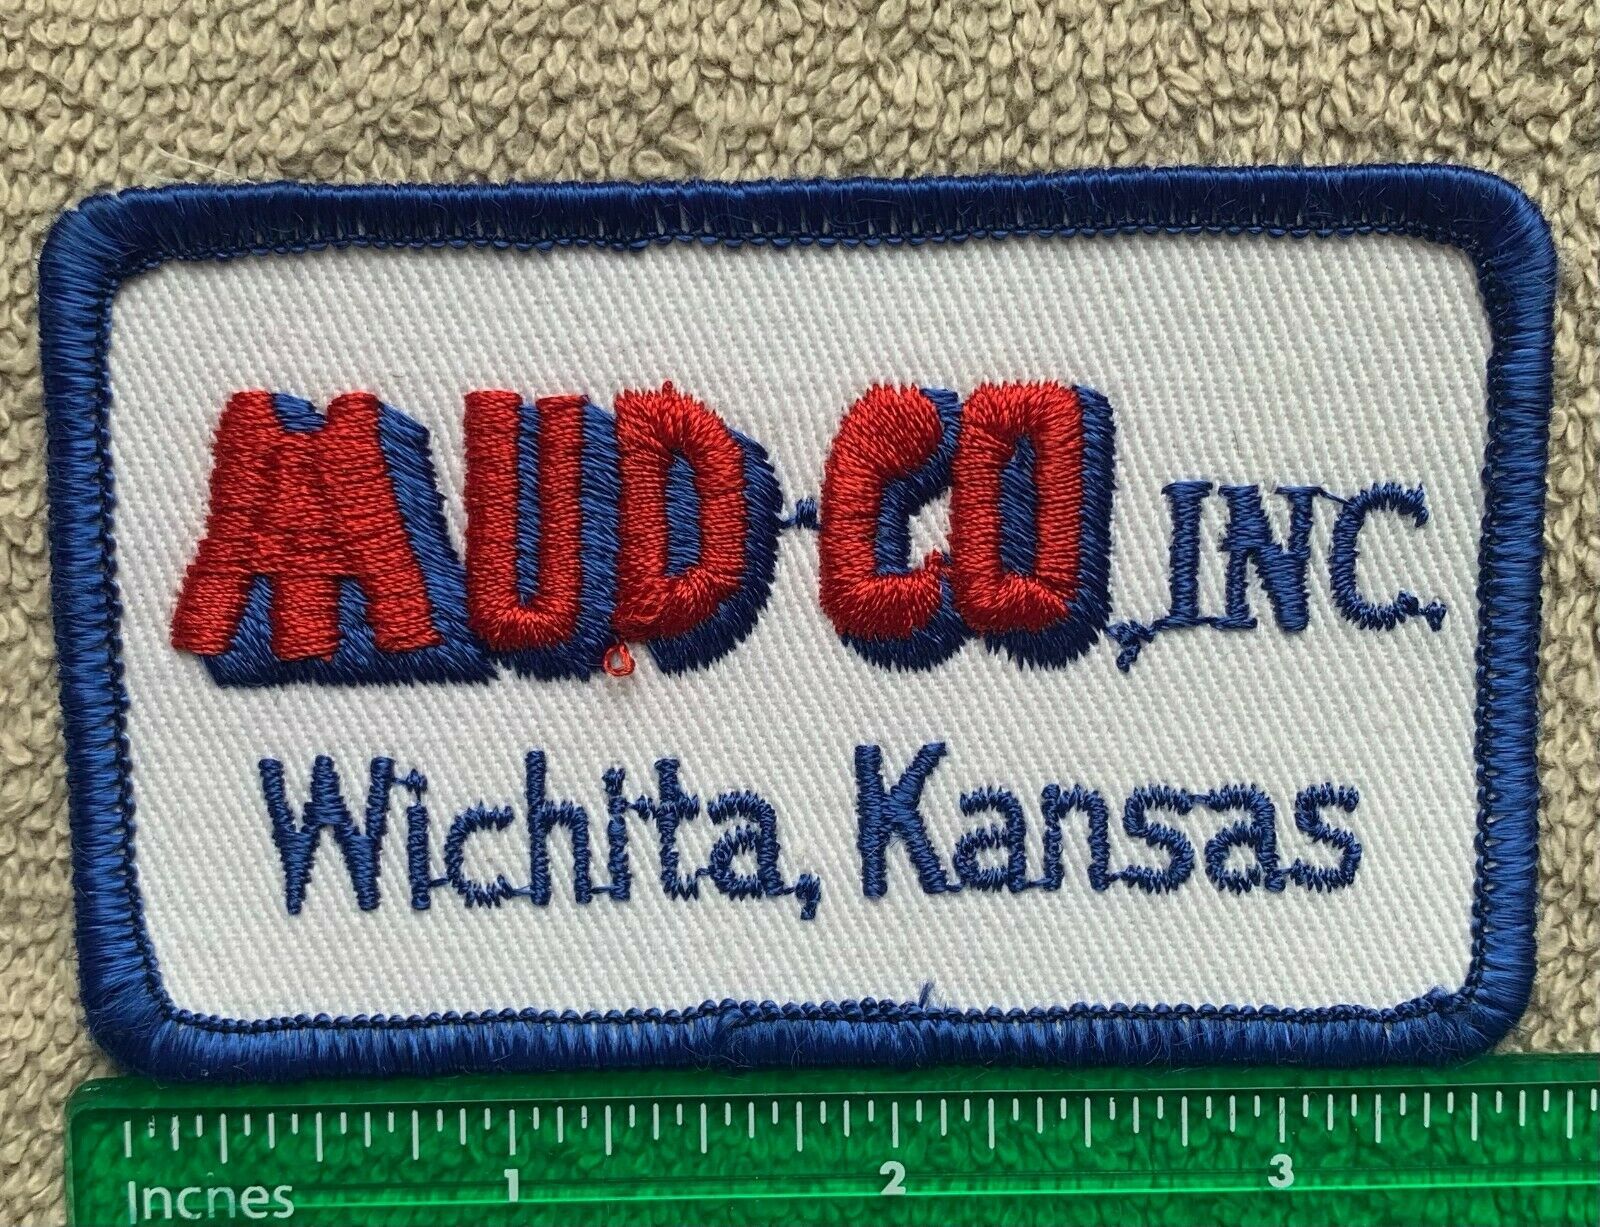 MUD-CO, INC.
Wichita, Kansas
1 2 3
Incnes